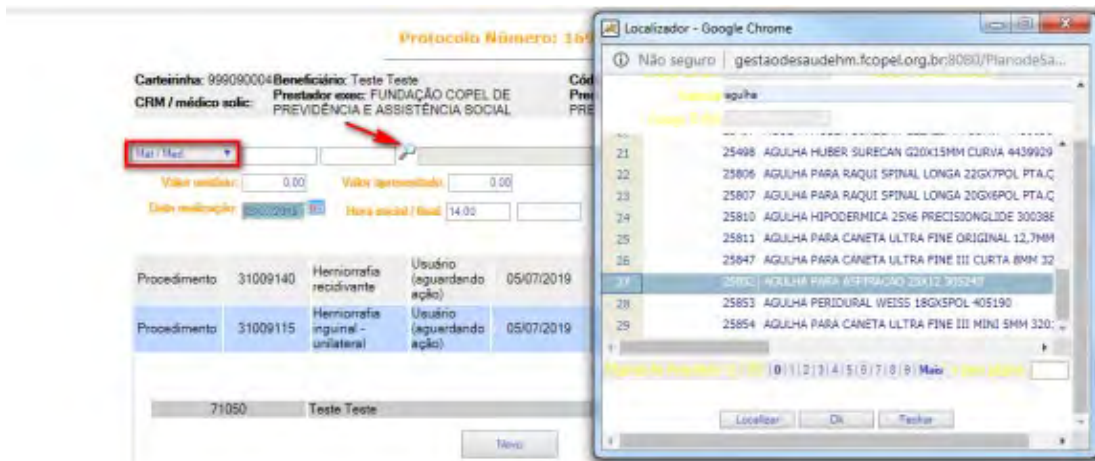 Protocolo Número: 169
Carteirinha: 999090004 Beneficiário: Teste Teste Cód
CRM / médico solic: Prestador exec: FUNDAÇÃO COPEL DE PREVIDÊNCIA E ASSISTÊNCIA SOCIAL
Mat / Med
Valor unitário: 0.00 Valor apresentado: 0.00
Data realização: Hora inicial / final: 14:00
Procedimento 31009140 Herniorrafia recidivante Usuário (aguardando ação) 05/07/2019
Procedimento 31009115 Herniorrafia inguinal - unilateral Usuário (aguardando ação) 05/07/2019
71050 Teste Teste
Novo
Localizador - Google Chrome
Não seguro | gestaodesaudehm.fcopel.org.br:8080/PlanodeSa...
agulha
21 25498 AGULHA HUBER SURECAN G20X15MM CURVA 4439929
22 25806 AGULHA PARA RAQUI SPINAL LONGA 22GX7POL PTA.Q
23 25807 AGULHA PARA RAQUI SPINAL LONGA 20GX6POL PTA.Q
24 25810 AGULHA HIPODERMICA 25X6 PRECISIONGLIDE 300388
25 25811 AGULHA PARA CANETA ULTRA FINE ORIGINAL 12,7MM
26 25847 AGULHA PARA CANETA ULTRA FINE III CURTA 8MM 32
27 25852 AGULHA PARA ASPIRACAO 25X12 305243
28 25853 AGULHA PERIDURAL WEISS 18GX5POL 405190
29 25854 AGULHA PARA CANETA ULTRA FINE III MINI 5MM 320:
|0|1|2|3|4|5|6|7|8|9| Mais
Localizar Ok Fechar